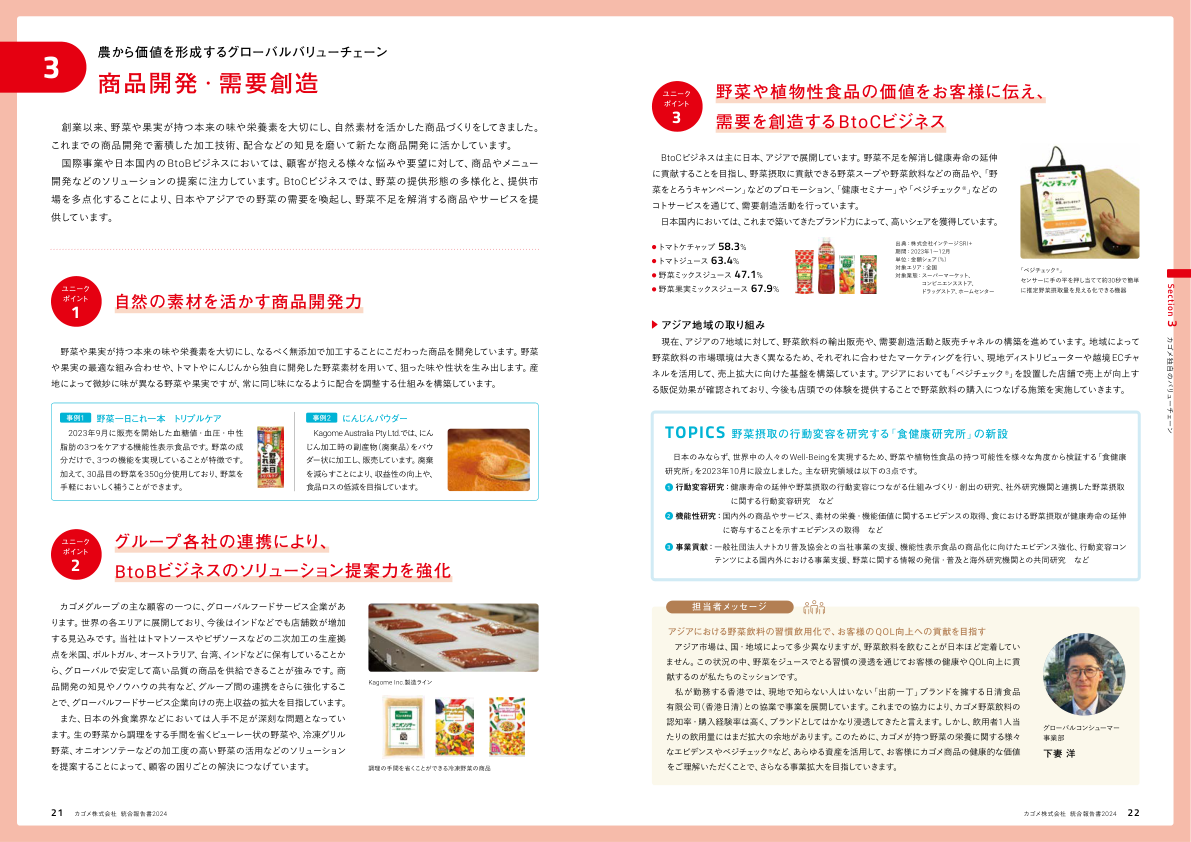 3
農から価値を形成するグローバルバリューチェーン
商品開発・需要創造
創業以来、野菜や果実が持つ本来の味や栄養素を大切にし、自然素材を活かした商品づくりをしてきました。
これまでの商品開発で蓄積した加工技術、配合などの知見を磨いて新たな商品開発に活かしています。
国際事業や日本国内のBtoBビジネスにおいては、顧客が抱える様々な悩みや要望に対して、商品やメニュー
開発などのソリューションの提案に注力しています。BtoCビジネスでは、野菜の提供形態の多様化と、提供市
場を多点化することにより、日本やアジアでの野菜の需要を喚起し、野菜不足を解消する商品やサービスを提
供しています。
ユニーク
ポイント
1
自然の素材を活かす商品開発力
野菜や果実が持つ本来の味や栄養素を大切にし、なるべく無添加で加工することにこだわった商品を開発しています。野菜
や果実の最適な組み合わせや、トマトやにんじんから独自に開発した野菜素材を用いて、狙った味や性状を生み出します。産
地によって微妙に味が異なる野菜や果実ですが、常に同じ味になるように配合を調整する仕組みを構築しています。
事例1 野菜一日これ一本 トリプルケア
2023年9月に販売を開始した血糖値・血圧・中性
脂肪の3つをケアする機能性表示食品です。野菜の成
分だけで、3つの機能を実現していることが特徴です。
加えて、30品目の野菜を350g分使用しており、野菜を
手軽においしく補うことができます。
事例2 にんじんパウダー
Kagome Australia Pty Ltd.では、にん
じん加工時の副産物（廃棄品）をパウ
ダー状に加工し、販売しています。廃棄
を減らすことにより、収益性の向上や、
食品ロスの低減を目指しています。
ユニーク
ポイント
2
グループ各社の連携により、
BtoBビジネスのソリューション提案力を強化
カゴメグループの主な顧客の一つに、グローバルフードサービス企業があ
ります。世界の各エリアに展開しており、今後はインドなどでも店舗数が増加
する見込みです。当社はトマトソースやピザソースなどの二次加工の生産拠
点を米国、ポルトガル、オーストラリア、台湾、インドなどに保有していることか
ら、グローバルで安定して高い品質の商品を供給できることが強みです。商
品開発の知見やノウハウの共有など、グループ間の連携をさらに強化するこ
とで、グローバルフードサービス企業向けの売上収益の拡大を目指しています。
また、日本の外食業界などにおいては人手不足が深刻な問題となってい
ます。生の野菜から調理をする手間を省くピューレー状の野菜や、冷凍グリル
野菜、オニオンソテーなどの加工度の高い野菜の活用などのソリューション
を提案することによって、顧客の困りごとの解決につなげています。
Kagome Inc.製造ライン
調理の手間を省くことができる冷凍野菜の商品
21 カゴメ株式会社 統合報告書2024
ユニーク
ポイント
3
野菜や植物性食品の価値をお客様に伝え、
需要を創造するBtoCビジネス
BtoCビジネスは主に日本、アジアで展開しています。野菜不足を解消し健康寿命の延伸
に貢献することを目指し、野菜摂取に貢献できる野菜スープや野菜飲料などの商品や、「野
菜をとろうキャンペーン」などのプロモーション、「健康セミナー」や「ベジチェック®」などの
コトサービスを通じて、需要創造活動を行っています。
日本国内においては、これまで築いてきたブランド力によって、高いシェアを獲得しています。
●トマトケチャップ 58.3%
●トマトジュース 63.4%
●野菜ミックスジュース 47.1%
●野菜果実ミックスジュース 67.9%
出典：株式会社インテージSRI+
期間：2023年1–12月
単位：金額シェア（%）
対象エリア：全国
対象業態：スーパーマーケット、
コンビニエンスストア、
ドラッグストア、ホームセンター
ベジチェック
「ベジチェック®」
センサーに手の平を押し当てて約30秒で簡単
に推定野菜摂取量を見える化できる機器
アジア地域の取り組み
現在、アジアの7地域に対して、野菜飲料の輸出販売や、需要創造活動と販売チャネルの構築を進めています。地域によって
野菜飲料の市場環境は大きく異なるため、それぞれに合わせたマーケティングを行い、現地ディストリビューターや越境ECチャ
ネルを活用して、売上拡大に向けた基盤を構築しています。アジアにおいても「ベジチェック®」を設置した店舗で売上が向上す
る販促効果が確認されており、今後も店頭での体験を提供することで野菜飲料の購入につなげる施策を実施していきます。
TOPICS 野菜摂取の行動変容を研究する「食健康研究所」の新設
日本のみならず、世界中の人々のWell-Beingを実現するため、野菜や植物性食品の持つ可能性を様々な角度から検証する「食健康
研究所」を2023年10月に設立しました。主な研究領域は以下の3点です。
1 行動変容研究：健康寿命の延伸や野菜摂取の行動変容につながる仕組みづくり・創出の研究、社外研究機関と連携した野菜摂取
に関する行動変容研究 など
2 機能性研究：国内外の商品やサービス、素材の栄養・機能価値に関するエビデンスの取得、食における野菜摂取が健康寿命の延伸
に寄与することを示すエビデンスの取得 など
3 事業貢献：一般社団法人ナトカリ普及協会との当社事業の支援、機能性表示食品の商品化に向けたエビデンス強化、行動変容コン
テンツによる国内外における事業支援、野菜に関する情報の発信・普及と海外研究機関との共同研究 など
担当者メッセージ
アジアにおける野菜飲料の習慣飲用化で、お客様のQOL向上への貢献を目指す
アジア市場は、国・地域によって多少異なりますが、野菜飲料を飲むことが日本ほど定着してい
ません。この状況の中、野菜をジュースでとる習慣の浸透を通じてお客様の健康やQOL向上に貢
献するのが私たちのミッションです。
私が勤務する香港では、現地で知らない人はいない「出前一丁」ブランドを擁する日清食品
有限公司（香港日清）との協業で事業を展開しています。これまでの協力により、カゴメ野菜飲料の
認知率・購入経験率は高く、ブランドとしてはかなり浸透してきたと言えます。しかし、飲用者1人当
たりの飲用量にはまだ拡大の余地があります。このために、カゴメが持つ野菜の栄養に関する様々
なエビデンスやベジチェック®など、あらゆる資産を活用して、お客様にカゴメ商品の健康的な価値
をご理解いただくことで、さらなる事業拡大を目指していきます。
グローバルコンシューマー
事業部
下妻 洋
Section 3 カゴメ独自のバリューチェーン
カゴメ株式会社 統合報告書2024 22